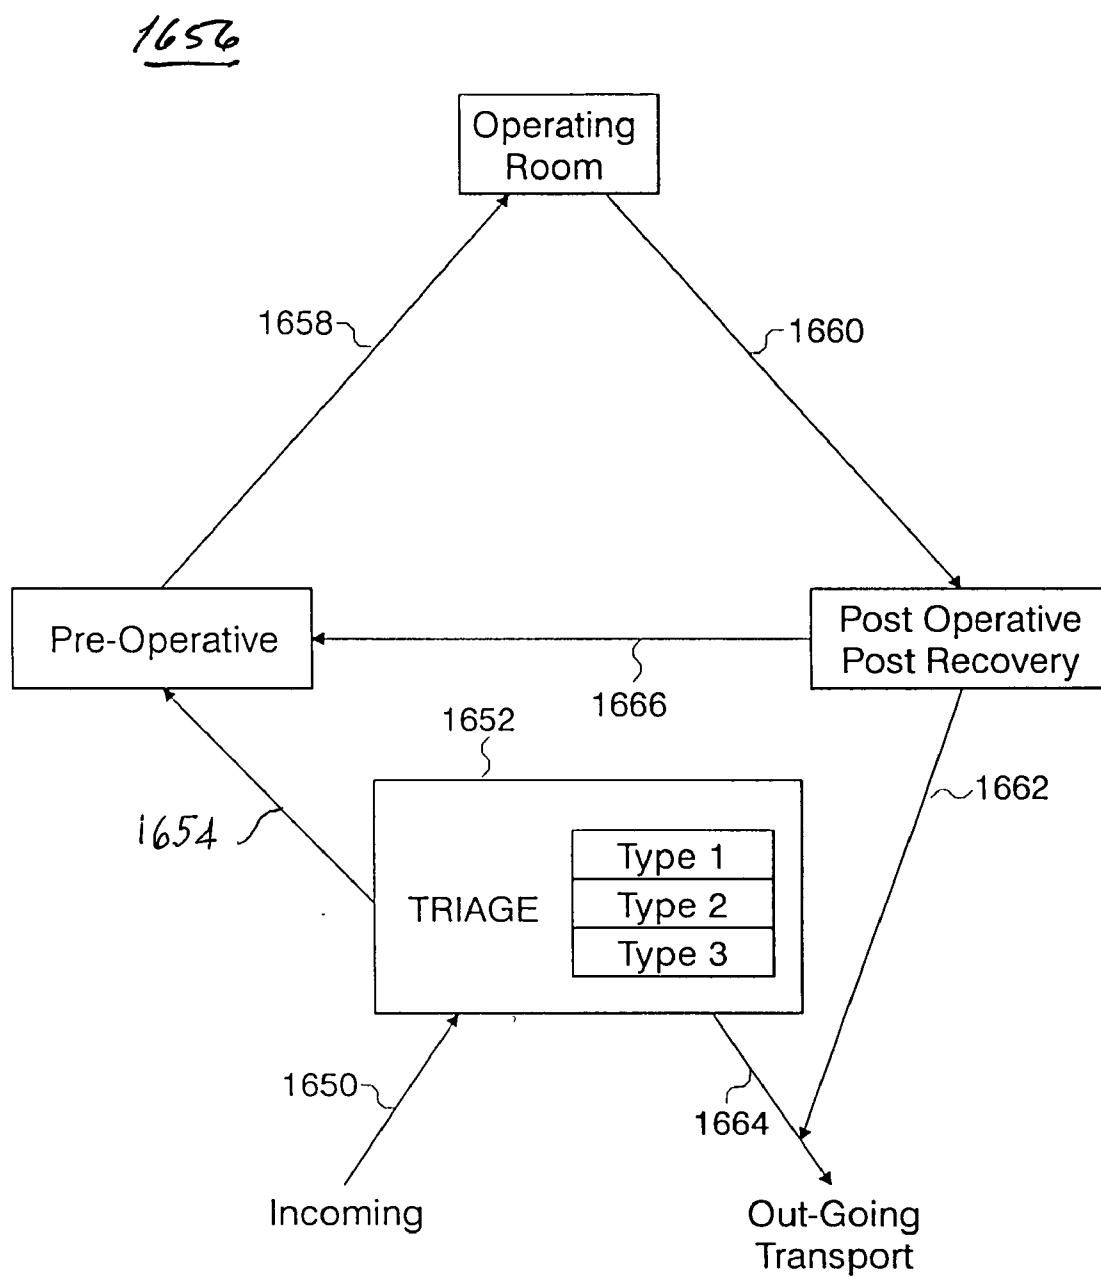 1656
Operating
Room
1658
1660
Pre-Operative
Post Operative
Post Recovery
1666
1652
1662
1654
TRIAGE
Type 1
Type 2
Type 3
1650
1664
Incoming
Out-Going
Transport